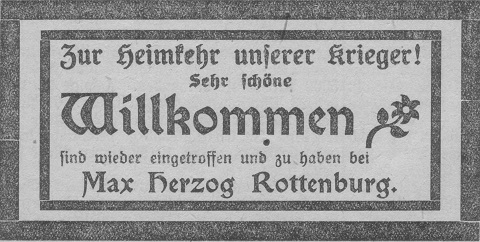 Zur Heimkehr unserer Krieger!
Sehr schöne
Willkommen
sind wieder eingetroffen und zu haben bei
Max Herzog Rottenburg.